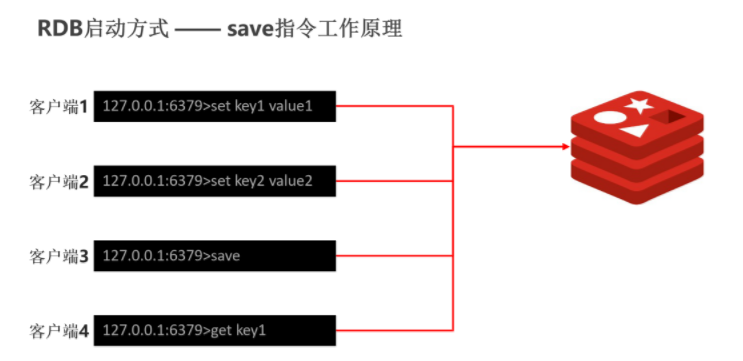 RDB启动方式 —— save指令工作原理
客户端1 127.0.0.1:6379>set key1 value1
客户端2 127.0.0.1:6379>set key2 value2
客户端3 127.0.0.1:6379>save
客户端4 127.0.0.1:6379>get key1